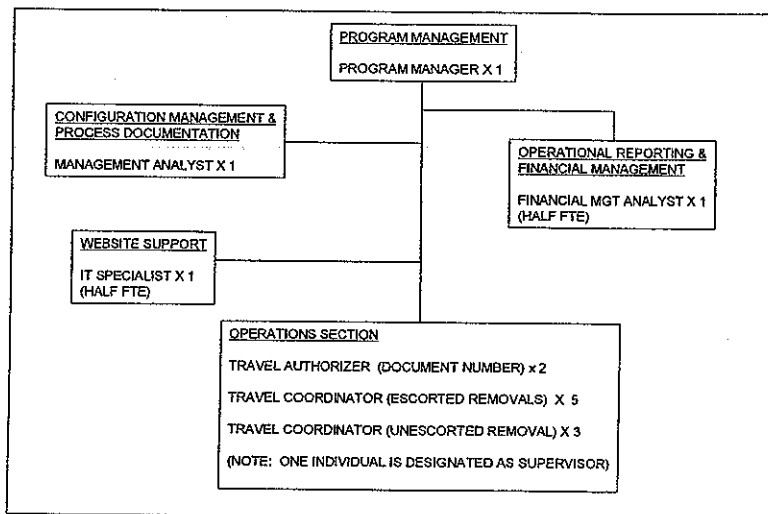 PROGRAM MANAGEMENT
PROGRAM MANAGER X 1
CONFIGURATION MANAGEMENT &
PROCESS DOCUMENTATION
MANAGEMENT ANALYST X 1
OPERATIONAL REPORTING &
FINANCIAL MANAGEMENT
FINANCIAL MGT ANALYST X 1
(HALF FTE)
WEBSITE SUPPORT
IT SPECIALIST X 1
(HALF FTE)
OPERATIONS SECTION
TRAVEL AUTHORIZER (DOCUMENT NUMBER) x 2
TRAVEL COORDINATOR (ESCORTED REMOVALS) X 5
TRAVEL COORDINATOR (UNESCORTED REMOVAL) X 3
(NOTE: ONE INDIVIDUAL IS DESIGNATED AS SUPERVISOR)